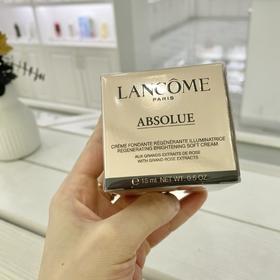 LANCÔME
PARIS
ABSOLUE
CRÈME FONDANTE RÉGÉNÉRANTE ILLUMINATRICE
REGENERATING BRIGHTENING SOFT CREAM
AUX GRANDS EXTRAITS DE ROSE
WITH GRAND ROSE EXTRACTS
e 15 mL NET WT. 0.5 OZ.